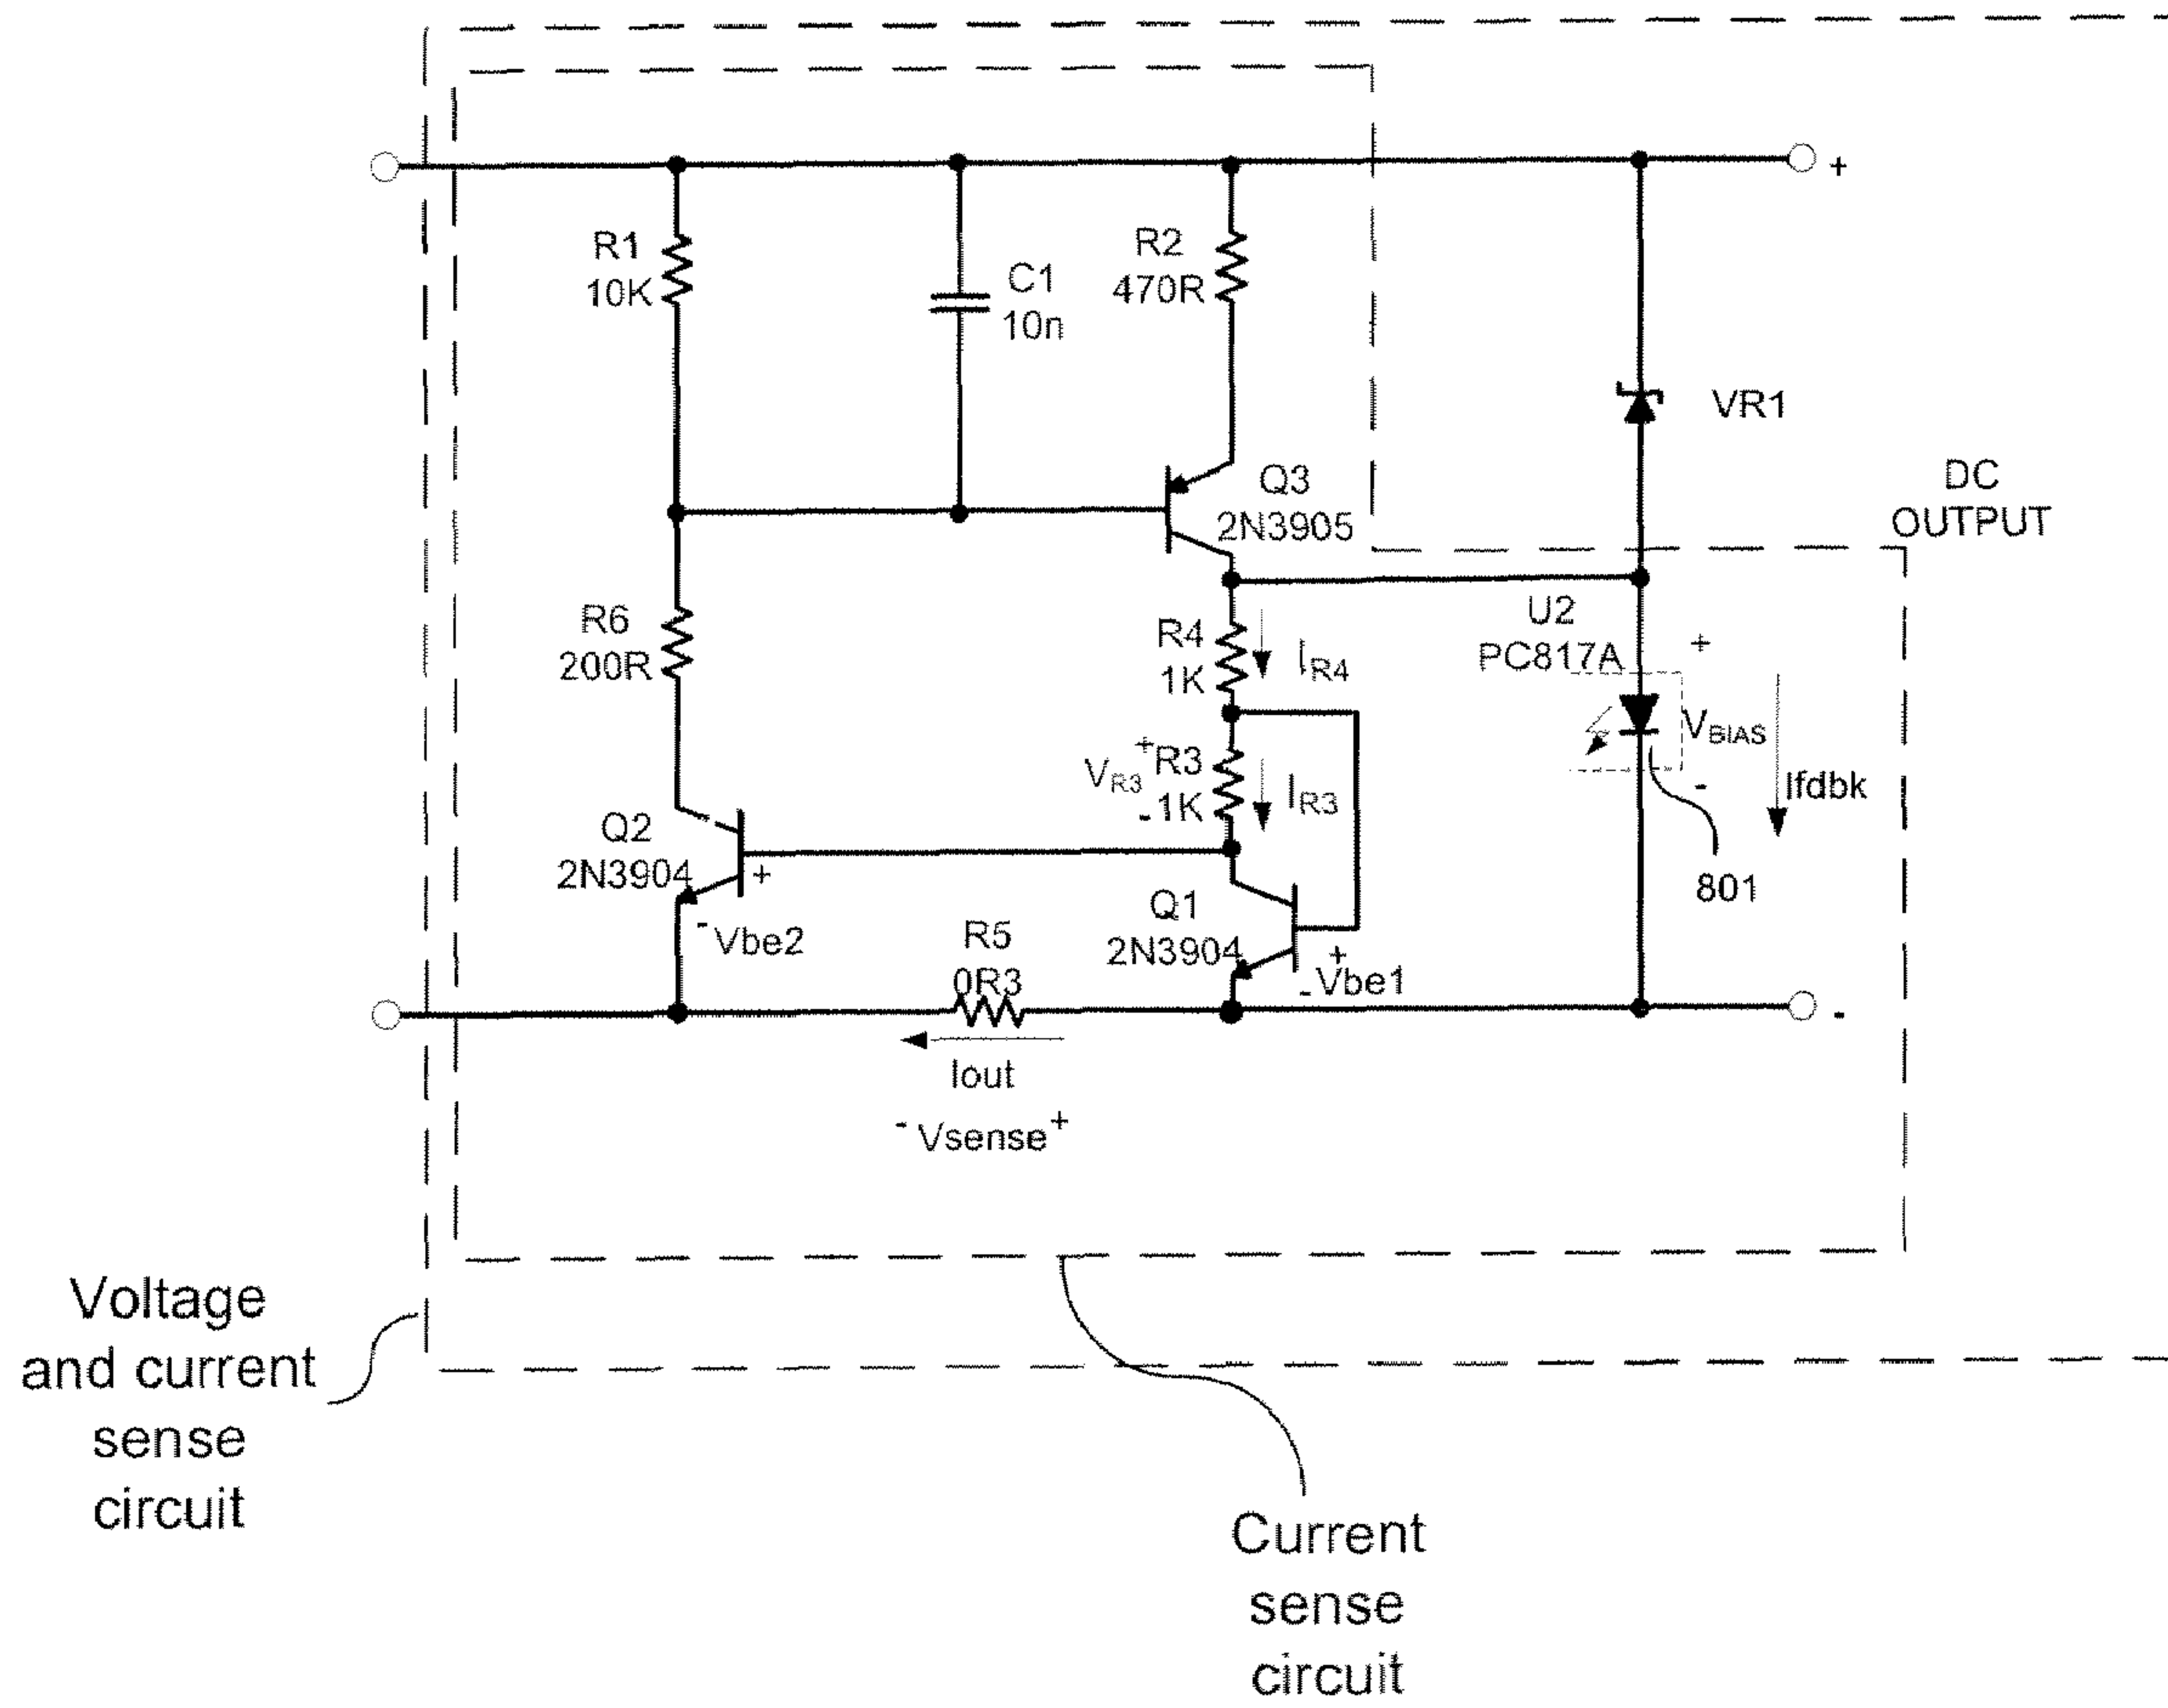 +
R1
10K
C1
10n
R2
470R
VR1
Q3
2N3905
DC
OUTPUT
R6
200R
R4
1K
IR4
U2
PC817A
+
VBIAS
-
Ifdbk
801
+
VR3
-
R3
1K
IR3
Q2
2N3904
+
- Vbe2
Q1
2N3904
+
- Vbe1
R5
0R3
-
Iout
- Vsense +
Voltage
and current
sense
circuit
Current
sense
circuit